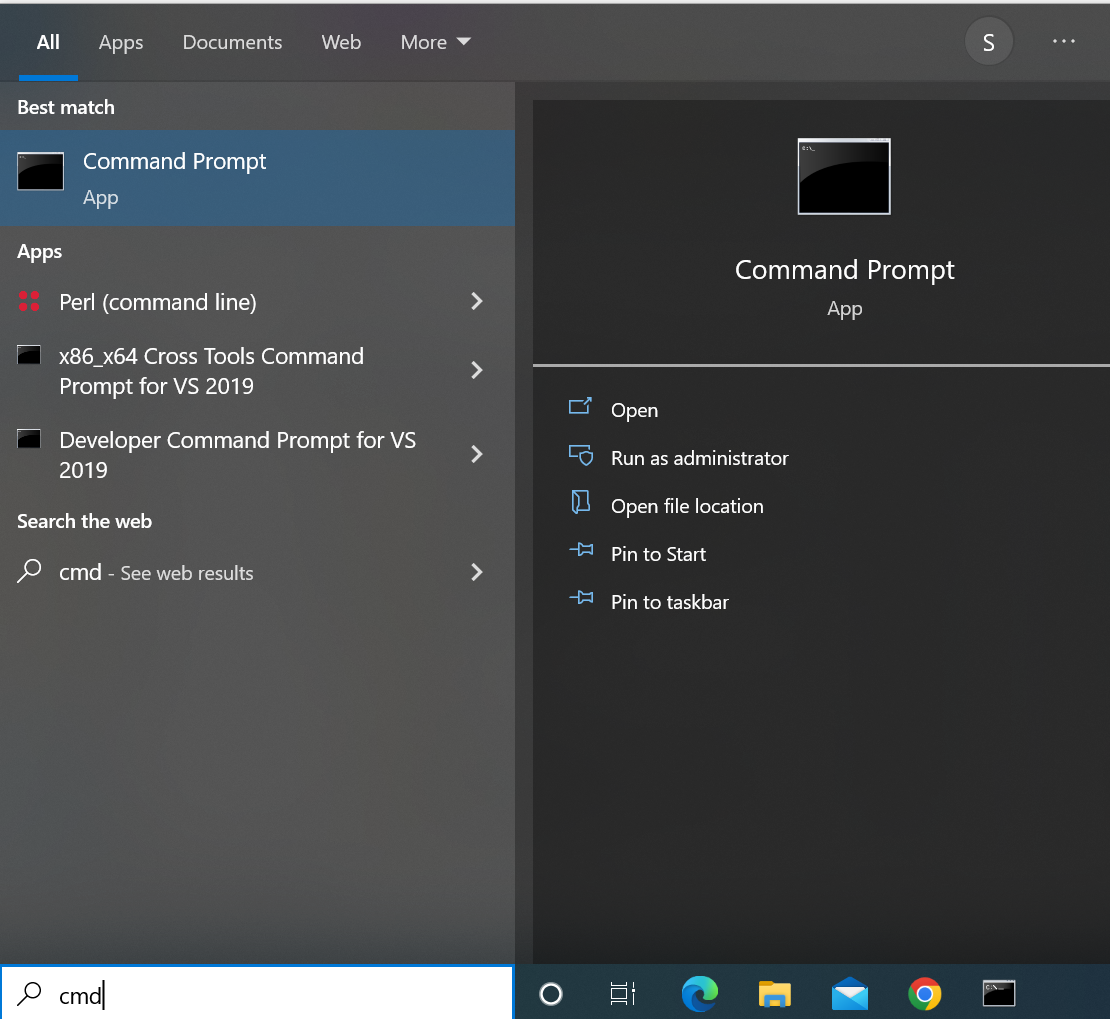 All Apps Documents Web More S
Best match
Command Prompt
App
Apps
Perl (command line)
x86_x64 Cross Tools Command
Prompt for VS 2019
Developer Command Prompt for VS
2019
Search the web
cmd - See web results
C:\_
Command Prompt
App
Open
Run as administrator
Open file location
Pin to Start
Pin to taskbar
cmd